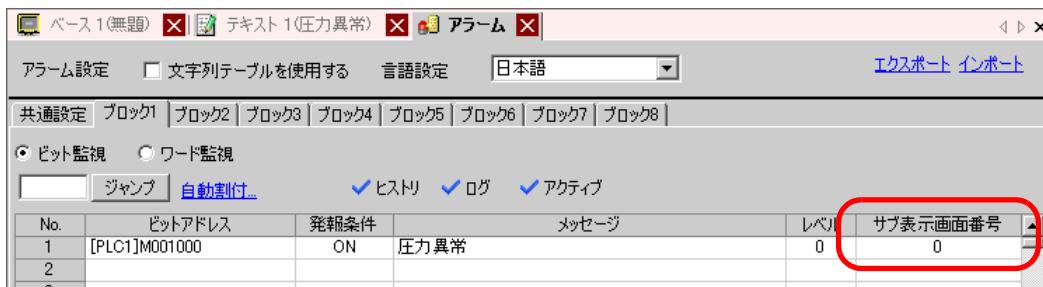 ベース 1(無題) テキスト 1(圧力異常) アラーム
アラーム設定 文字列テーブルを使用する 言語設定 日本語 エクスポート インポート
共通設定 ブロック1 ブロック2 ブロック3 ブロック4 ブロック5 ブロック6 ブロック7 ブロック8
ビット監視 ワード監視
ジャンプ 自動割付... ヒストリ ログ アクティブ
No. ビットアドレス 発報条件 メッセージ レベル サブ表示画面番号
1 [PLC1]M001000 ON 圧力異常 0 0
2